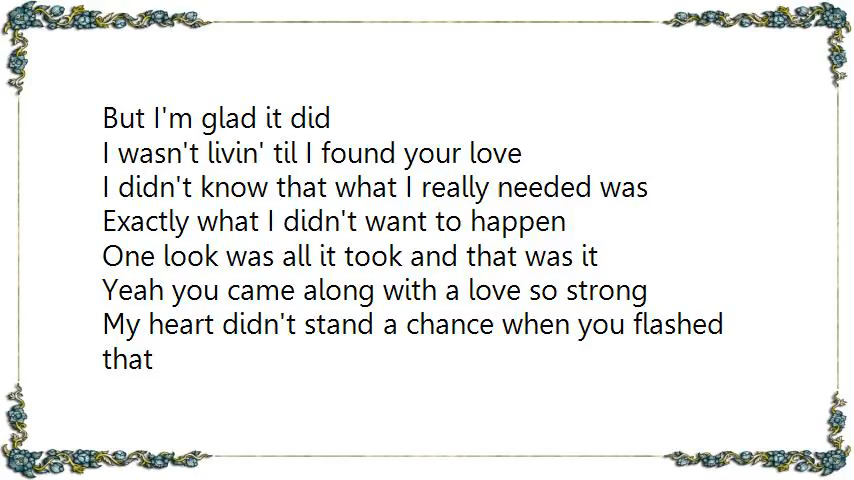 But I'm glad it did
I wasn't livin' til I found your love
I didn't know that what I really needed was
Exactly what I didn't want to happen
One look was all it took and that was it
Yeah you came along with a love so strong
My heart didn't stand a chance when you flashed
that